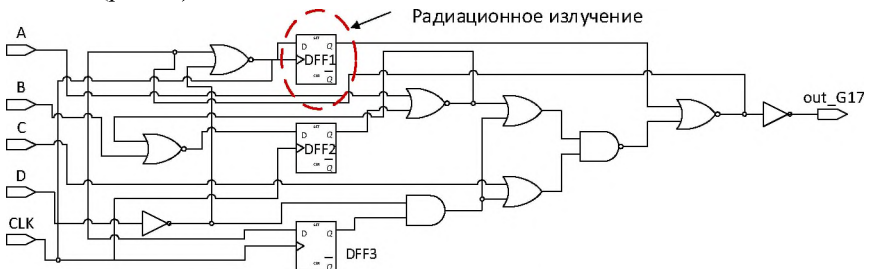 Радиационное излучение
A
D Q
DFF1
Q
B
out_G17
C
D Q
DFF2
Q
D
CLK
D Q
DFF3
Q